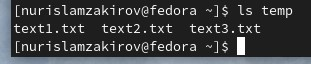 [nurislamzakirov@fedora ~]$ ls temp
text1.txt  text2.txt  text3.txt
[nurislamzakirov@fedora ~]$